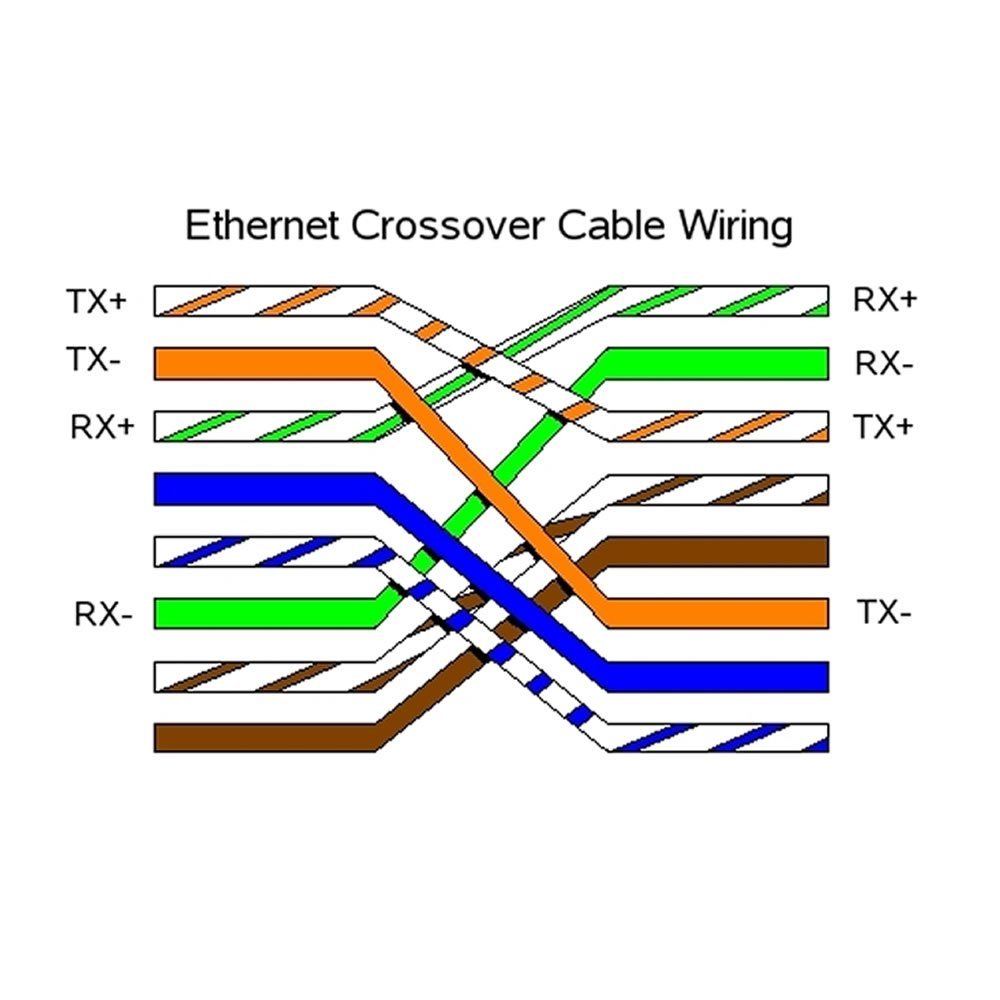 Ethernet Crossover Cable Wiring
TX+ RX+
TX- RX-
RX+ TX+
RX- TX-